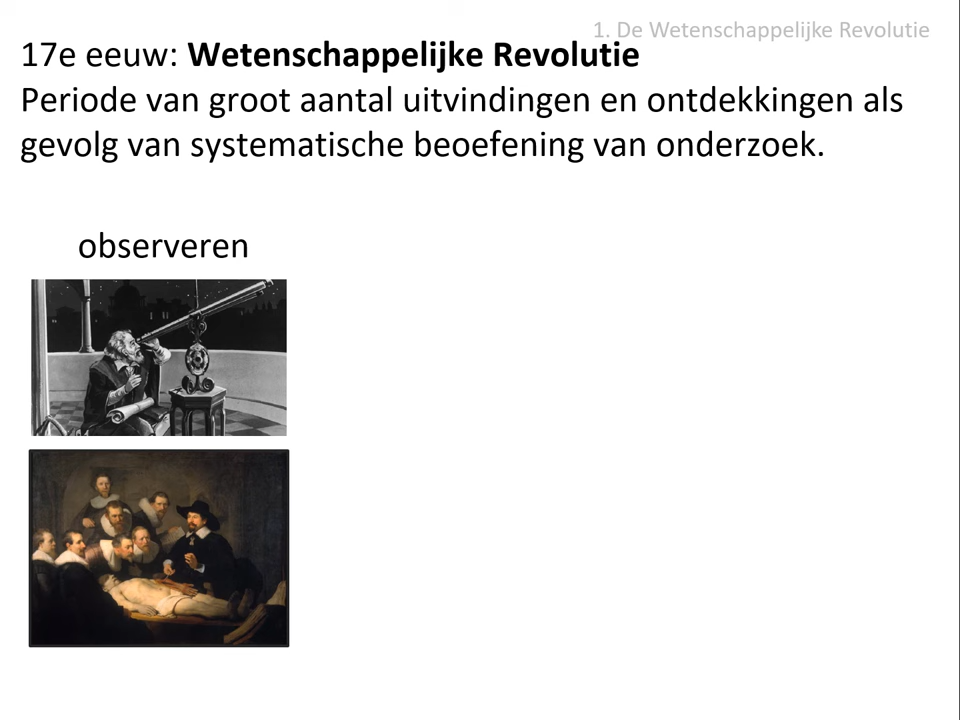 1. De Wetenschappelijke Revolutie
17e eeuw: Wetenschappelijke Revolutie
Periode van groot aantal uitvindingen en ontdekkingen als
gevolg van systematische beoefening van onderzoek.
observeren